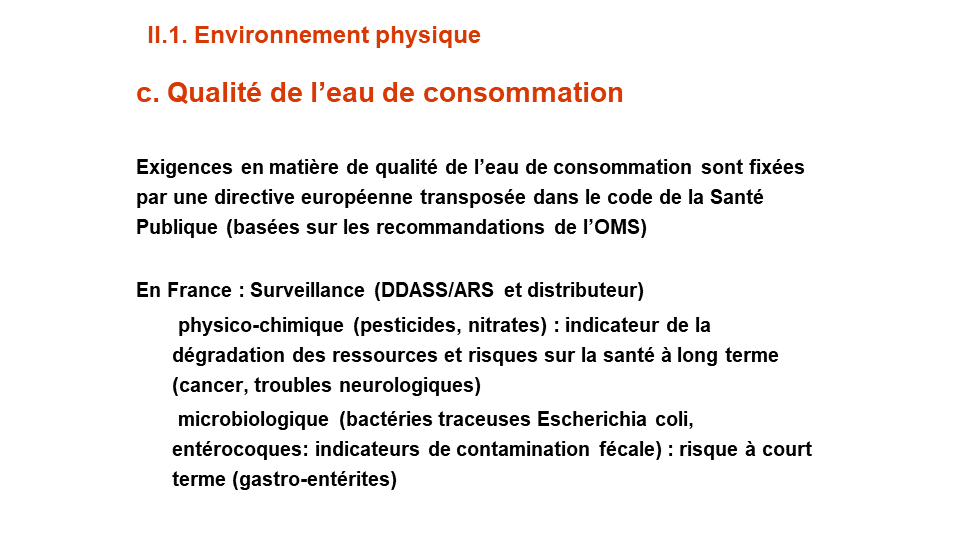 II.1. Environnement physique
c. Qualité de l’eau de consommation
Exigences en matière de qualité de l’eau de consommation sont fixées
par une directive européenne transposée dans le code de la Santé
Publique (basées sur les recommandations de l’OMS)
En France : Surveillance (DDASS/ARS et distributeur)
physico-chimique (pesticides, nitrates) : indicateur de la
dégradation des ressources et risques sur la santé à long terme
(cancer, troubles neurologiques)
microbiologique (bactéries traceuses Escherichia coli,
entérocoques: indicateurs de contamination fécale) : risque à court
terme (gastro-entérites)